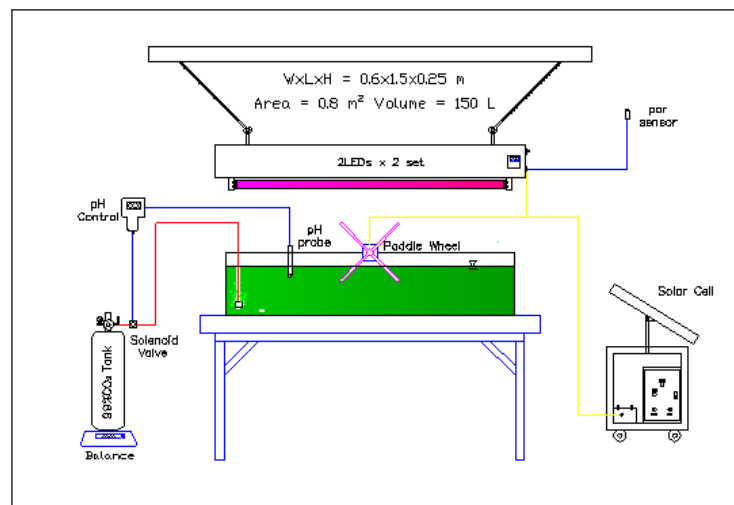 WxLxH = 0.6x1.5x0.25 m
Area = 0.8 m² Volume = 150 L
par
sensor
2LEDs x 2 set
pH
Control
pH
probe
Paddle Wheel
Solar Cell
Solenoid
Valve
99%CO₂ Tank
Balance